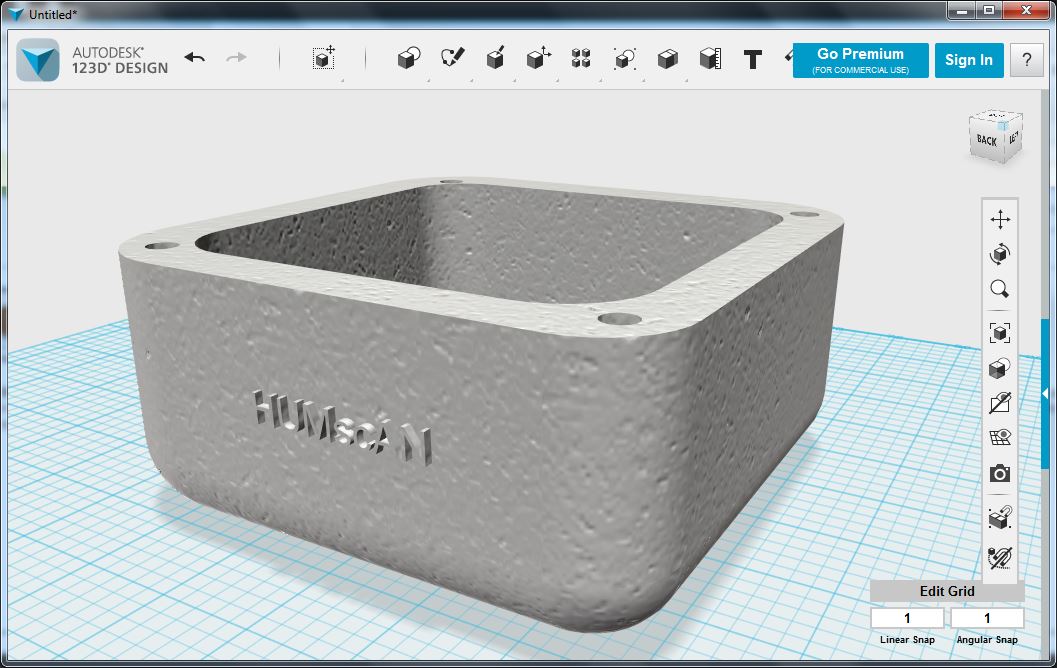 Untitled*
AUTODESK®
123D® DESIGN
T
Go Premium
(FOR COMMERCIAL USE)
Sign In
?
BACK
HUMSCAN
Edit Grid
1
1
Linear Snap
Angular Snap